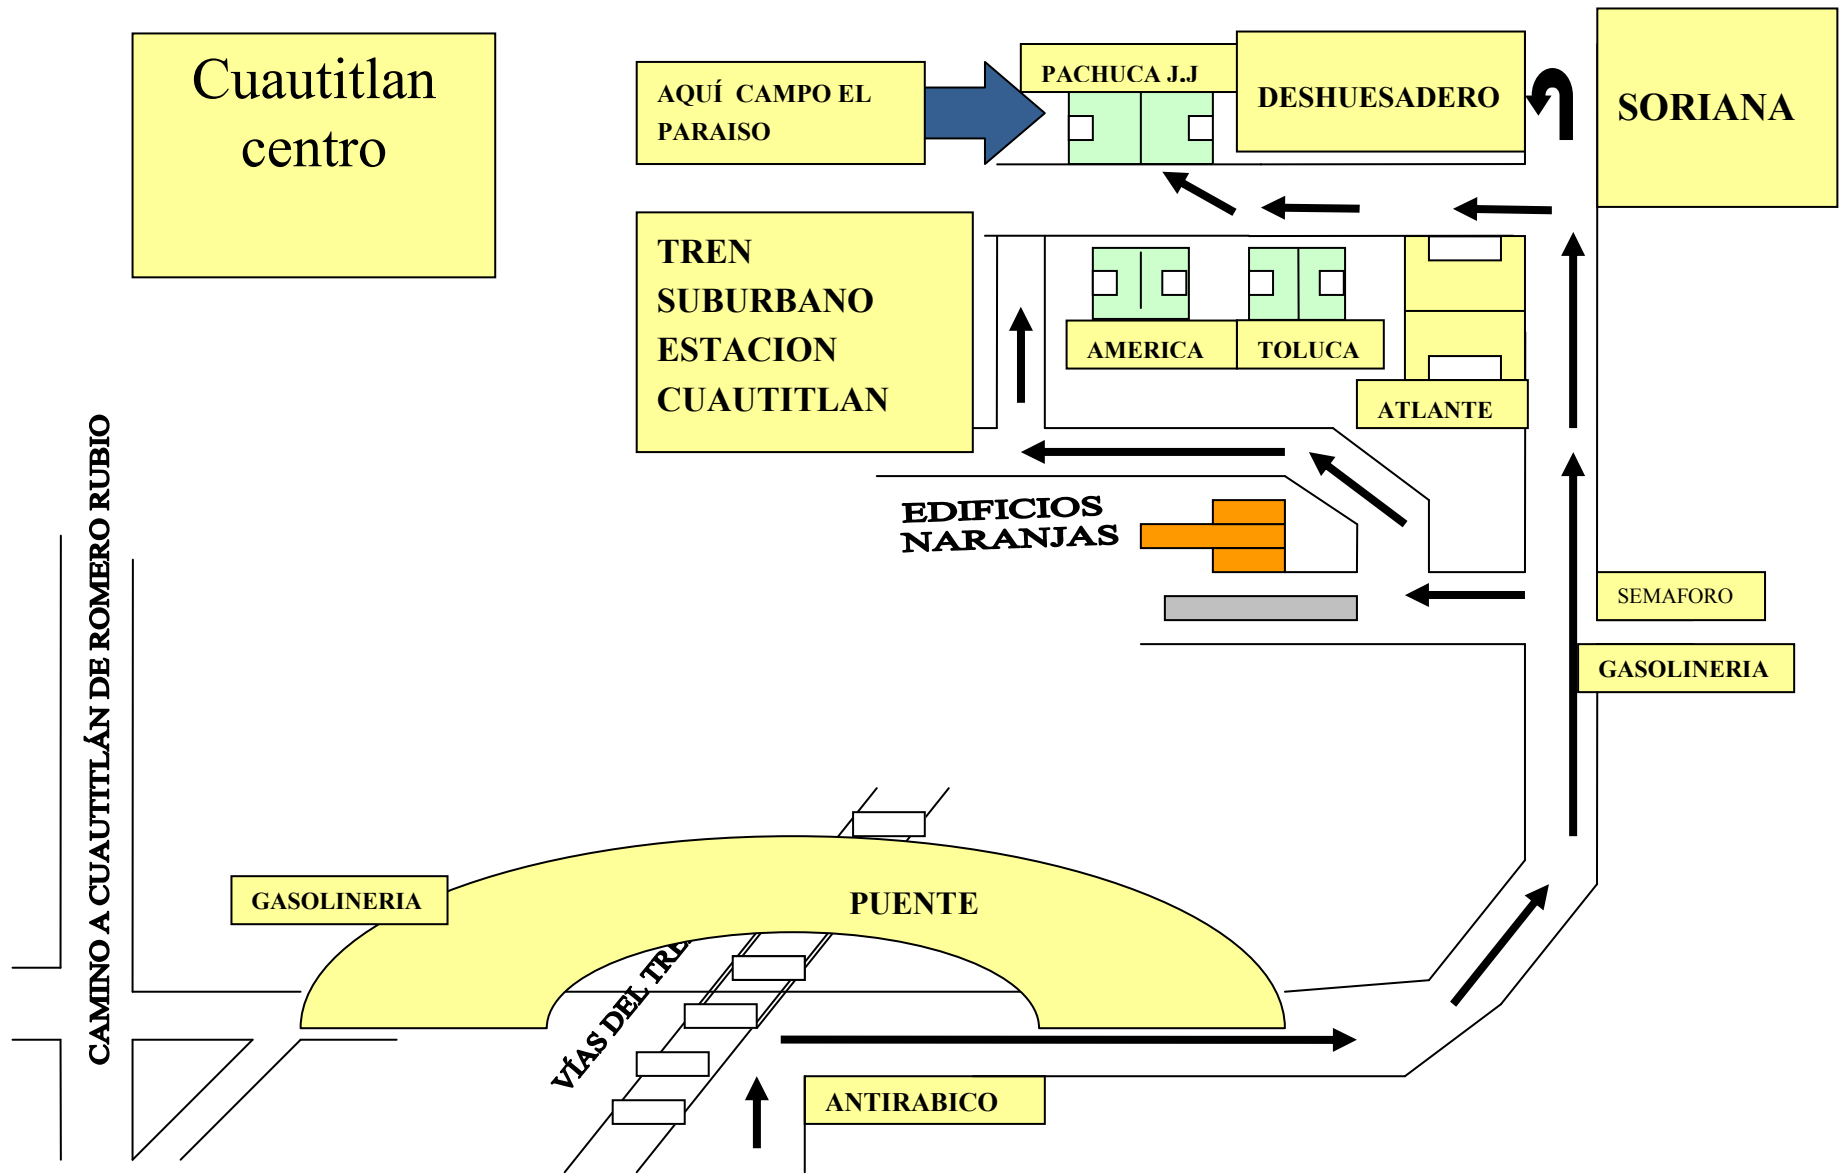 Cuautitlan
centro
AQUÍ CAMPO EL
PARAISO
PACHUCA J.J
DESHUESADERO
SORIANA
TREN
SUBURBANO
ESTACION
CUAUTITLAN
AMERICA
TOLUCA
ATLANTE
EDIFICIOS
NARANJAS
SEMAFORO
GASOLINERIA
CAMINO A CUAUTITLÁN DE ROMERO RUBIO
GASOLINERIA
PUENTE
VÍAS DEL TRE
ANTIRABICO